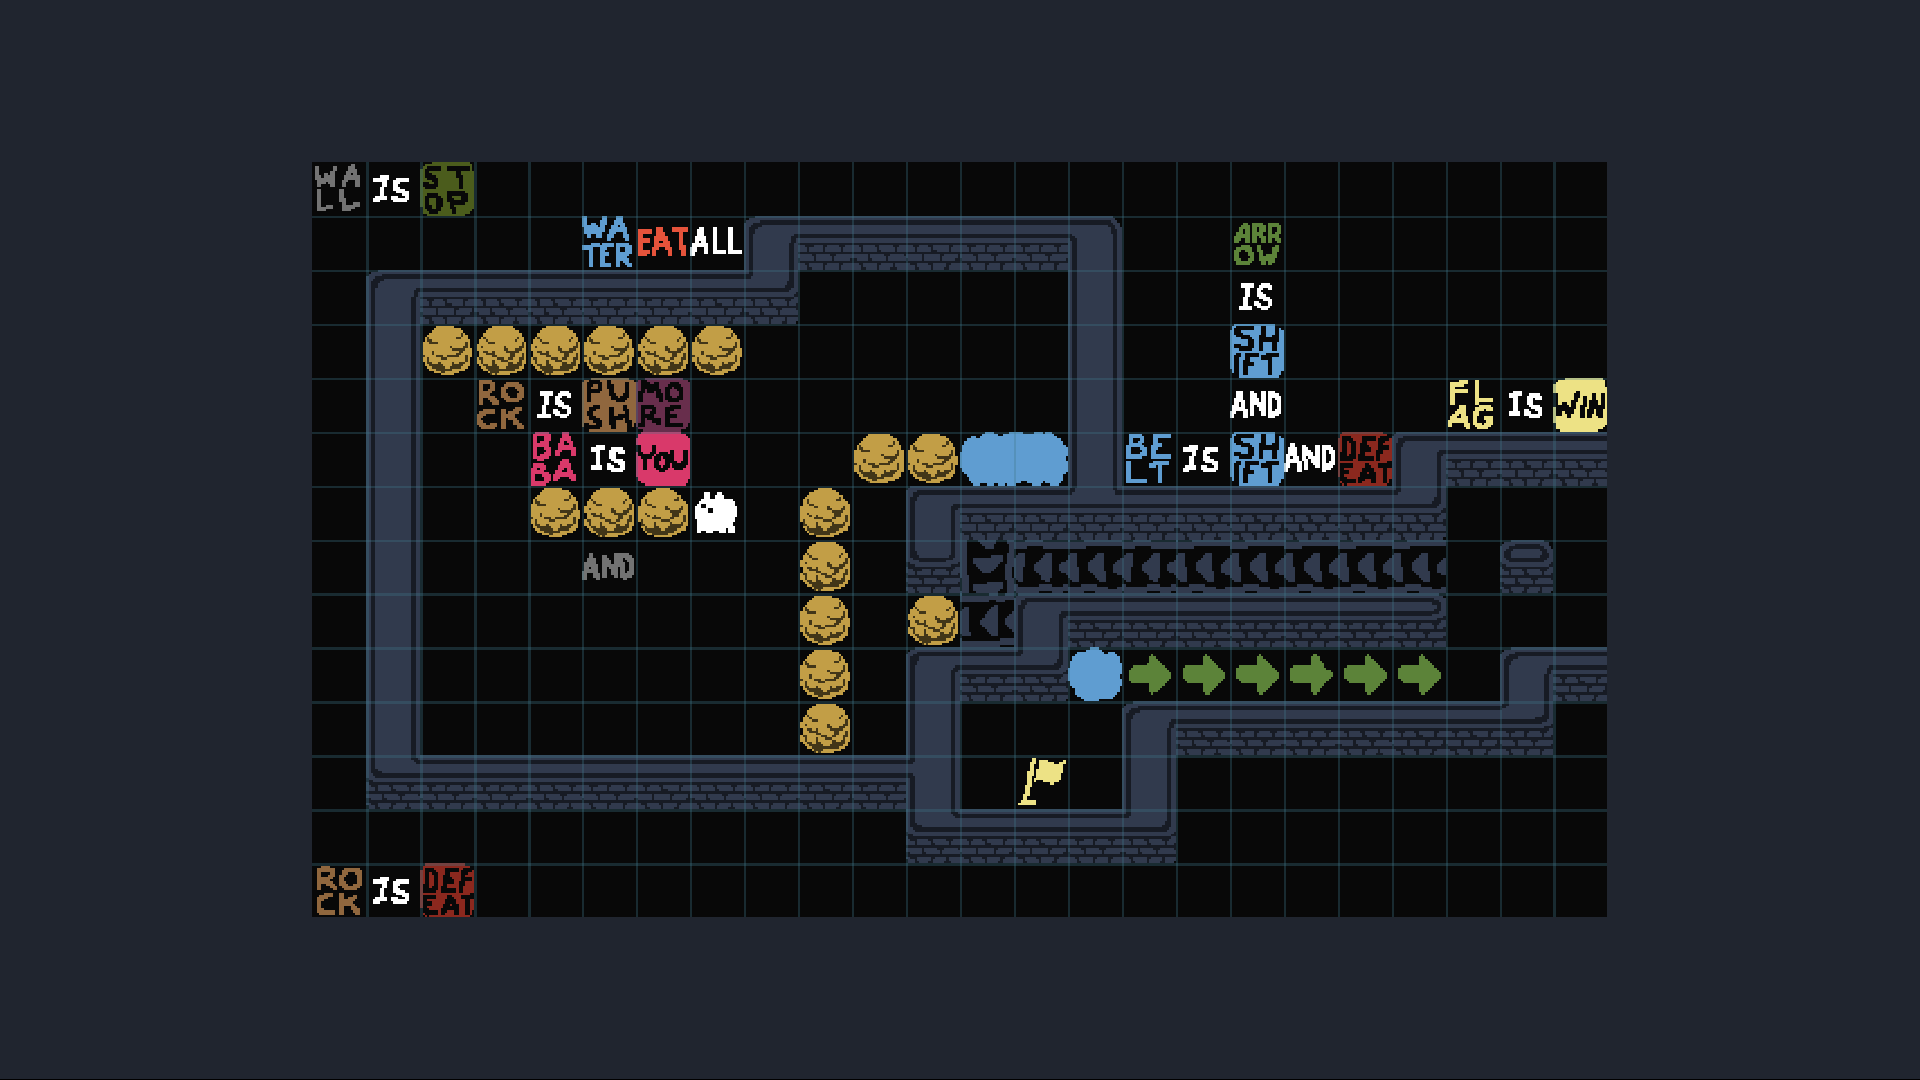 WALL IS STOP
WATER EAT ALL
ARROW
IS
SHIFT
ROCK IS PUSH MORE
AND
FLAG IS WIN
BABA IS YOU
BELT IS SHIFT AND DEFEAT
AND
ROCK IS DEFEAT